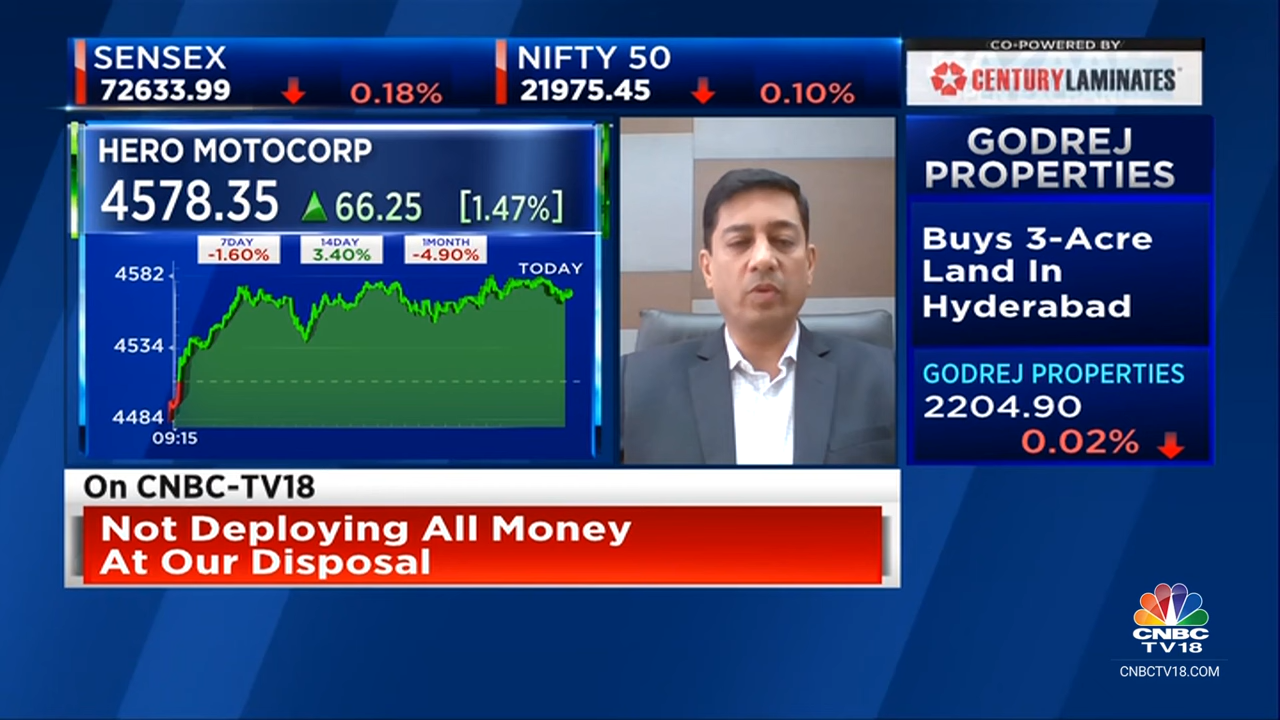 SENSEX
72633.99 0.18%
NIFTY 50
21975.45 0.10%
CO-POWERED BY
CENTURYLAMINATES
HERO MOTOCORP
4578.35 66.25 [1.47%]
7DAY
-1.60%
14DAY
3.40%
1MONTH
-4.90%
TODAY
4582
4534
4484
09:15
GODREJ
PROPERTIES
Buys 3-Acre
Land In
Hyderabad
GODREJ PROPERTIES
2204.90
0.02%
On CNBC-TV18
Not Deploying All Money
At Our Disposal
CNBC
TV18
CNBCTV18.COM